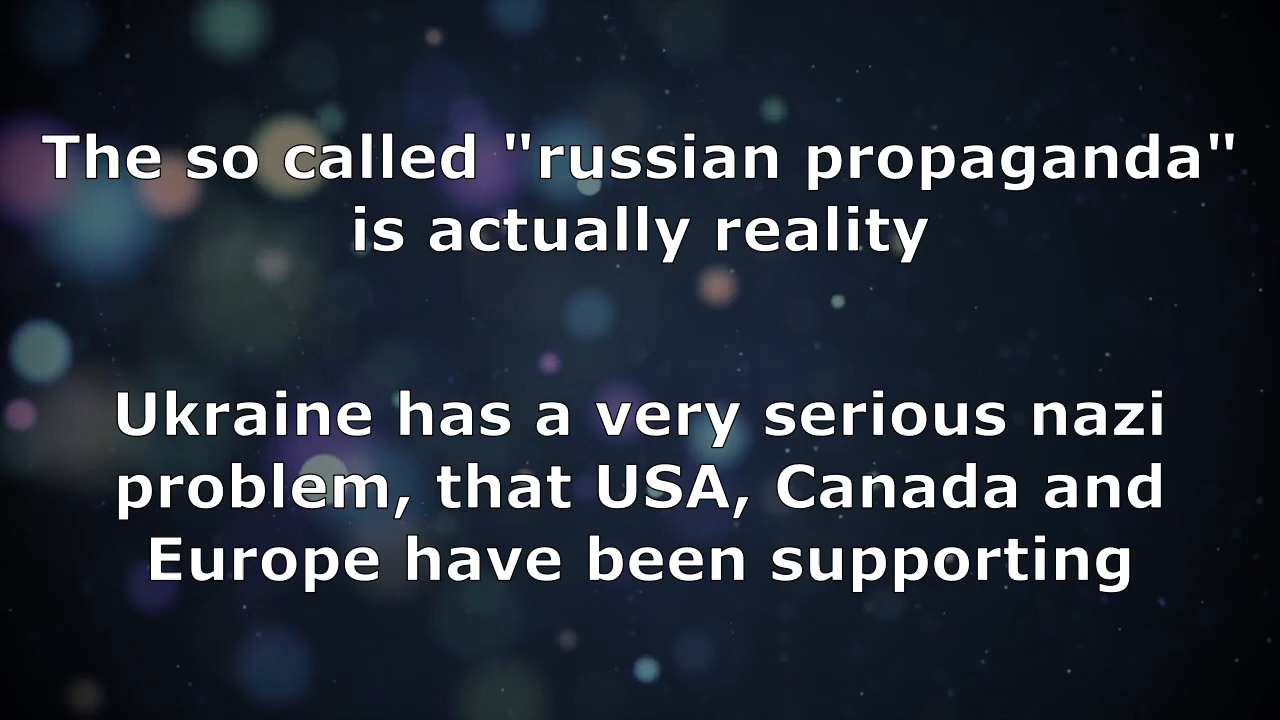 The so called "russian propaganda"
is actually reality
Ukraine has a very serious nazi
problem, that USA, Canada and
Europe have been supporting